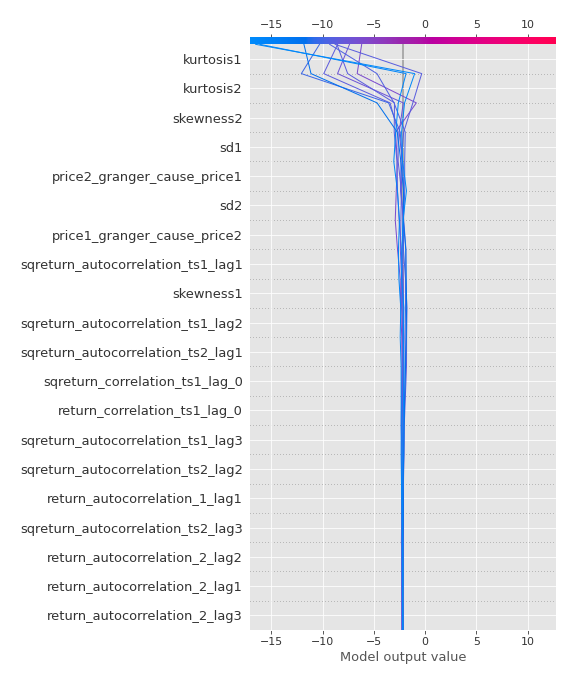 −15 −10 −5 0 5 10
kurtosis1
kurtosis2
skewness2
sd1
price2_granger_cause_price1
sd2
price1_granger_cause_price2
sqreturn_autocorrelation_ts1_lag1
skewness1
sqreturn_autocorrelation_ts1_lag2
sqreturn_autocorrelation_ts2_lag1
sqreturn_correlation_ts1_lag_0
return_correlation_ts1_lag_0
sqreturn_autocorrelation_ts1_lag3
sqreturn_autocorrelation_ts2_lag2
return_autocorrelation_1_lag1
sqreturn_autocorrelation_ts2_lag3
return_autocorrelation_2_lag2
return_autocorrelation_2_lag1
return_autocorrelation_2_lag3
−15 −10 −5 0 5 10
Model output value